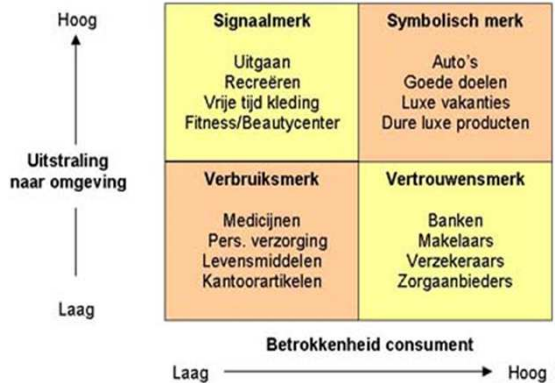 Hoog
Uitstraling
naar omgeving
Laag
Signaalmerk
Uitgaan
Recreëren
Vrije tijd kleding
Fitness/Beautycenter
Symbolisch merk
Auto's
Goede doelen
Luxe vakanties
Dure luxe producten
Verbruiksmerk
Medicijnen
Pers. verzorging
Levensmiddelen
Kantoorartikelen
Vertrouwensmerk
Banken
Makelaars
Verzekeraars
Zorgaanbieders
Betrokkenheid consument
Laag
Hoog